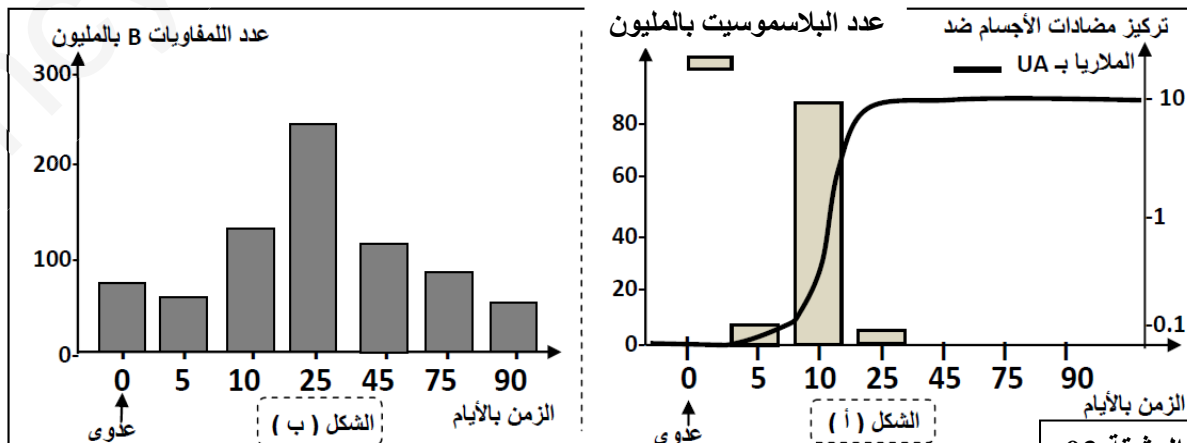 عدد البلاسموسيت بالمليون
تركيز مضادات الأجسام ضد
الملاريا بـ UA
80
60
40
20
0
10
1
0.1
0 5 10 25 45 75 90
الزمن بالأيام
عدوى
الشكل ( أ )
عدد اللمفاويات B بالمليون
300
200
100
0
0 5 10 25 45 75 90
الزمن بالأيام
عدوى
الشكل ( ب )